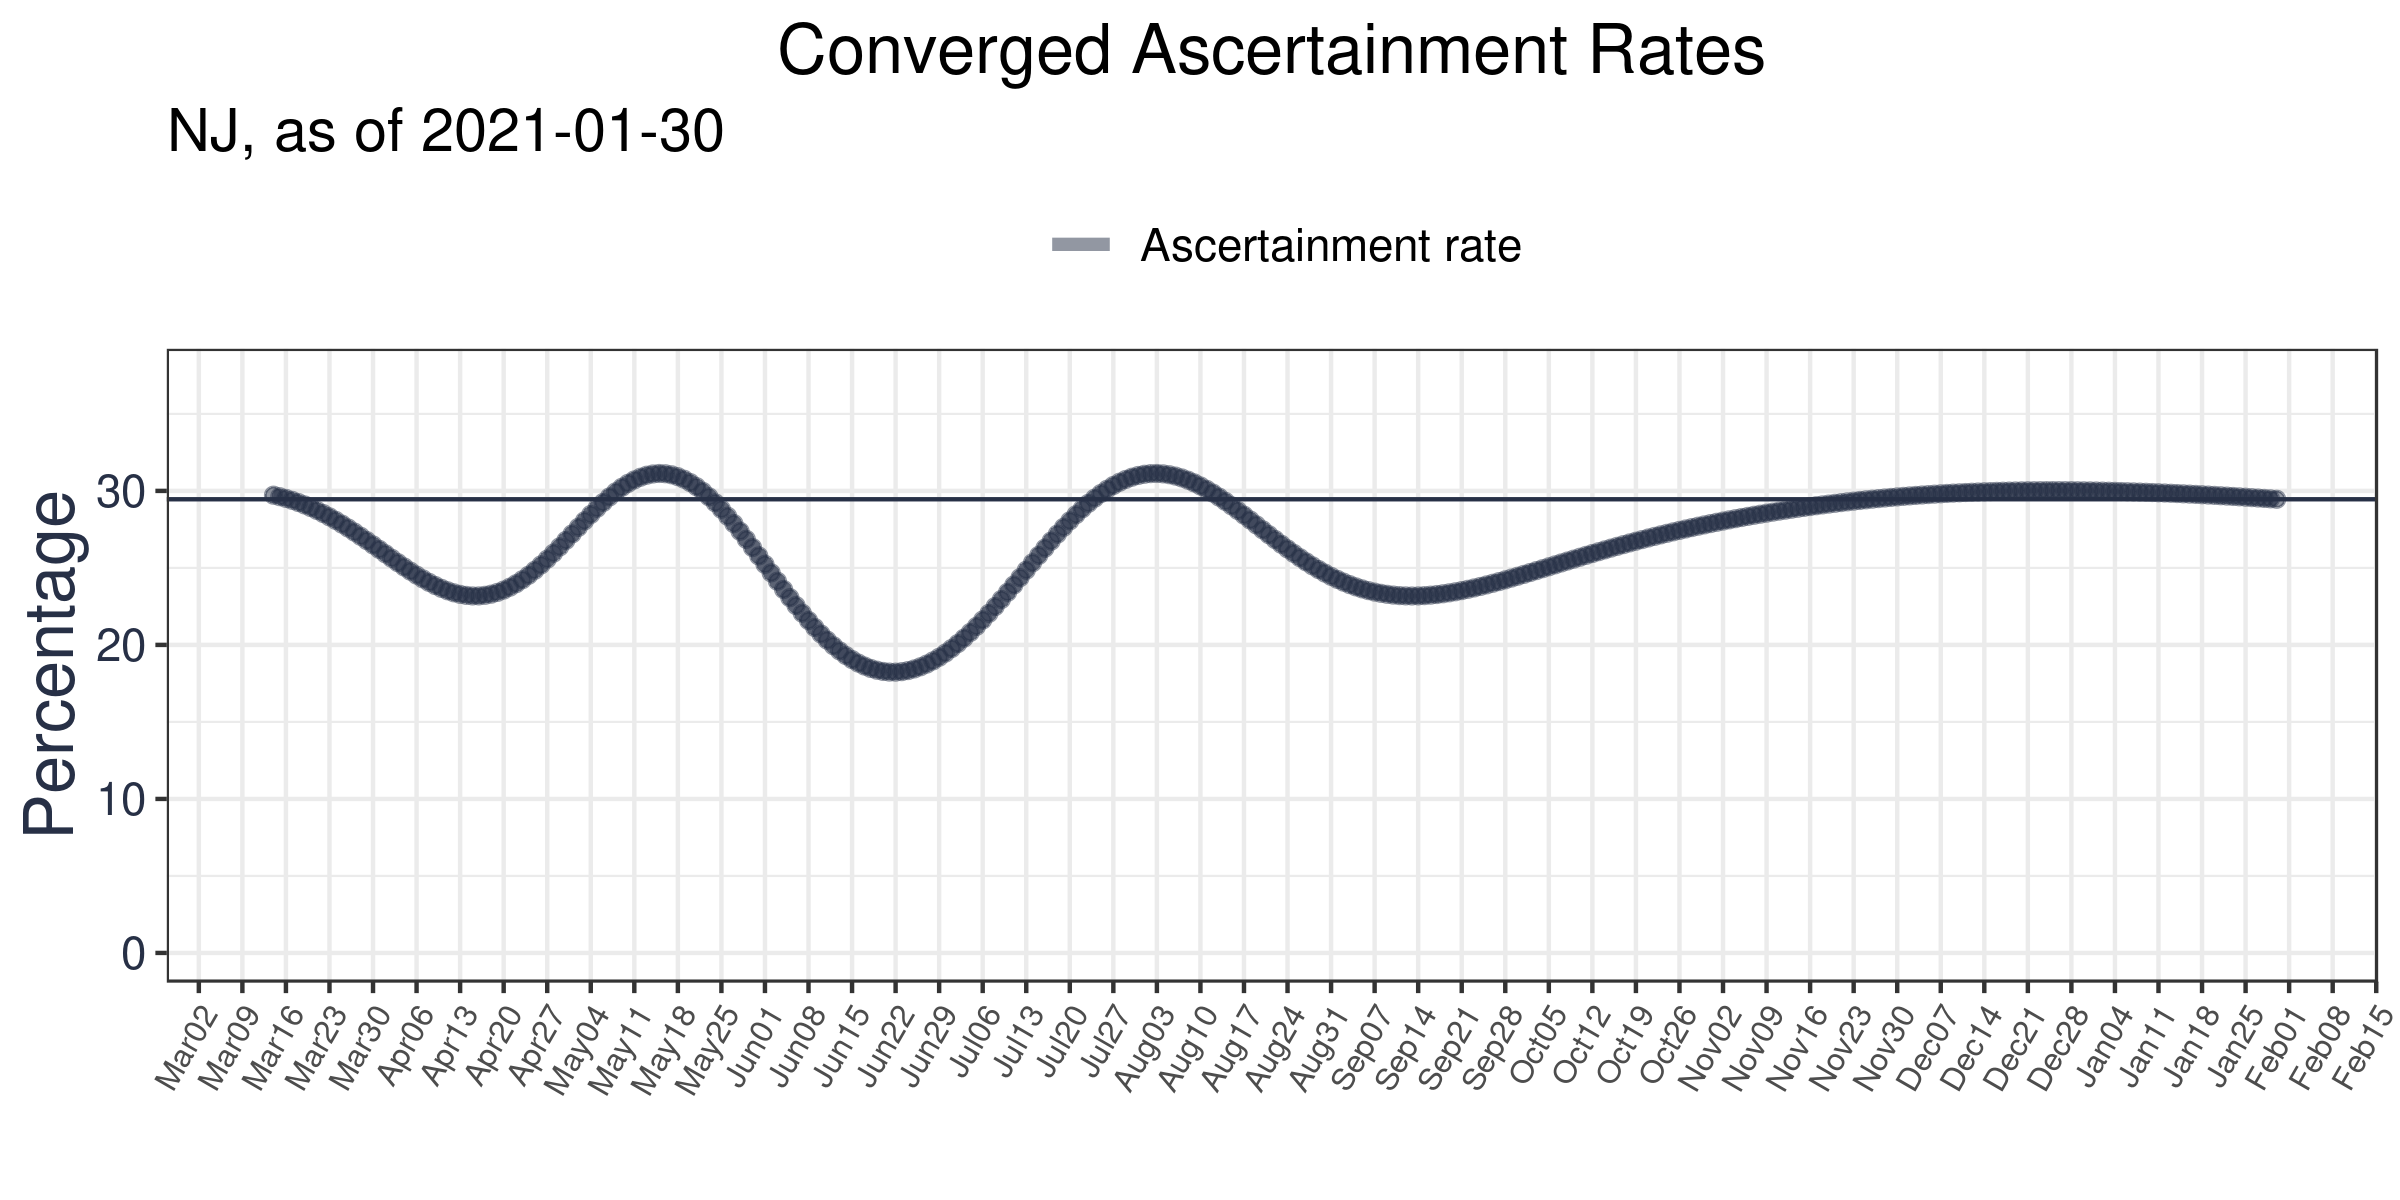 Converged Ascertainment Rates
NJ, as of 2021-01-30
Ascertainment rate
Percentage
30
20
10
0
Mar02
Mar09
Mar16
Mar23
Mar30
Apr06
Apr13
Apr20
Apr27
May04
May11
May18
May25
Jun01
Jun08
Jun15
Jun22
Jun29
Jul06
Jul13
Jul20
Jul27
Aug03
Aug10
Aug17
Aug24
Aug31
Sep07
Sep14
Sep21
Sep28
Oct05
Oct12
Oct19
Oct26
Nov02
Nov09
Nov16
Nov23
Nov30
Dec07
Dec14
Dec21
Dec28
Jan04
Jan11
Jan18
Jan25
Feb01
Feb08
Feb15